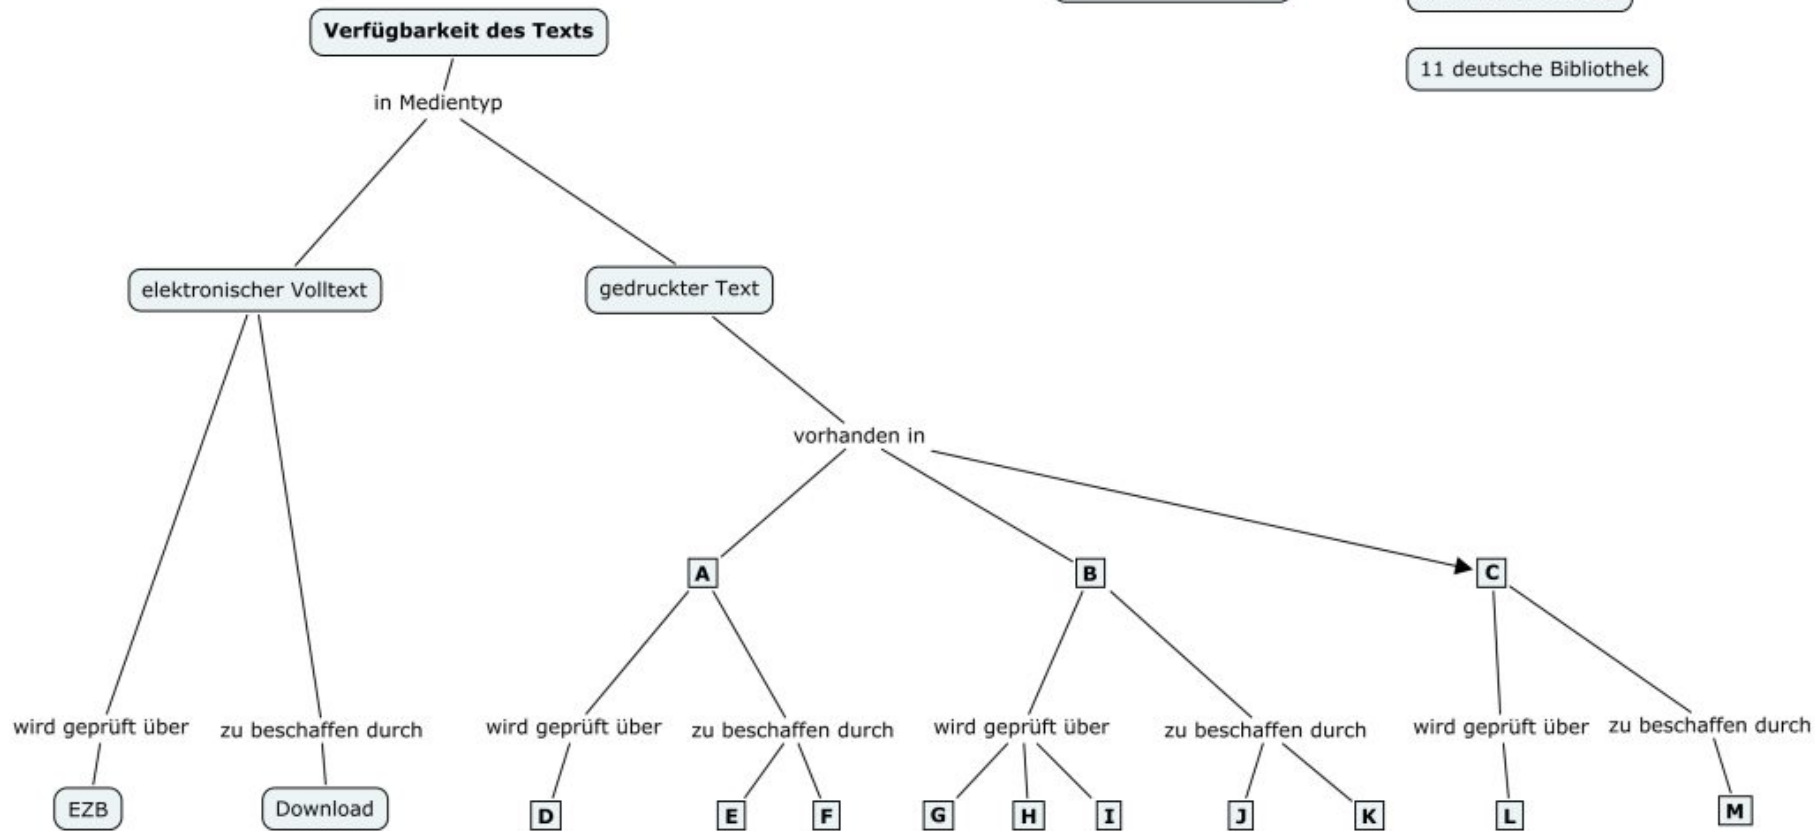 Verfügbarkeit des Texts
11 deutsche Bibliothek
in Medientyp
elektronischer Volltext
gedruckter Text
vorhanden in
A
B
C
wird geprüft über
zu beschaffen durch
wird geprüft über
zu beschaffen durch
wird geprüft über
zu beschaffen durch
wird geprüft über
zu beschaffen durch
EZB
Download
D
E
F
G
H
I
J
K
L
M